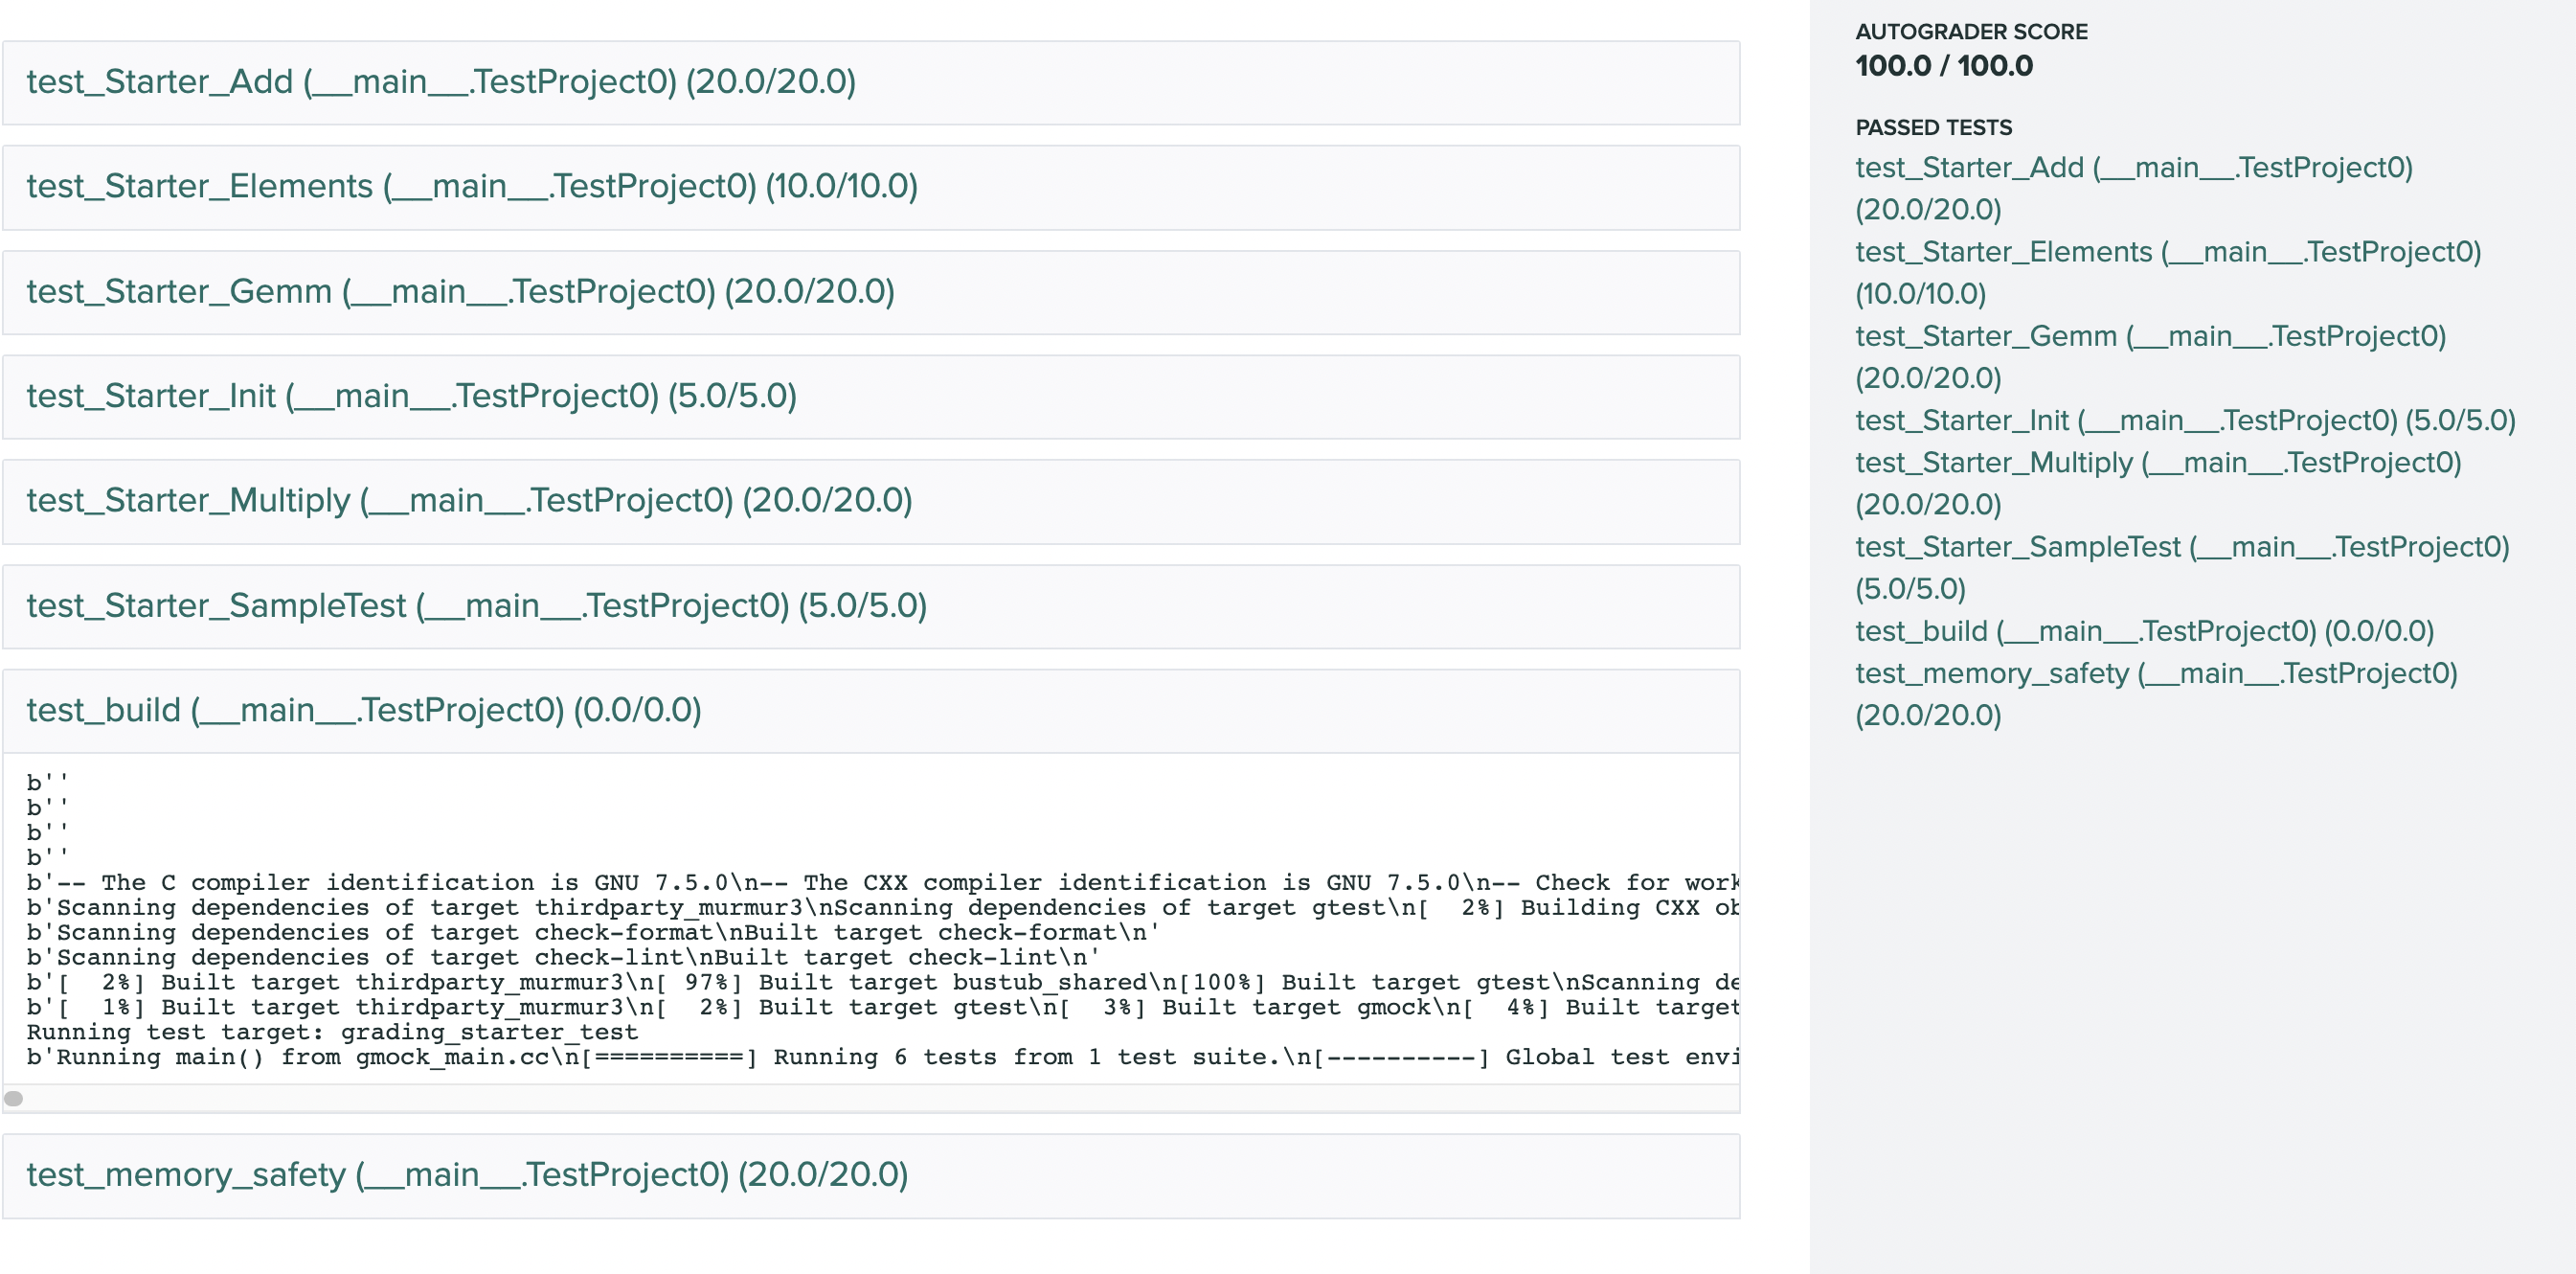 test_Starter_Add (__main__.TestProject0) (20.0/20.0)
test_Starter_Elements (__main__.TestProject0) (10.0/10.0)
test_Starter_Gemm (__main__.TestProject0) (20.0/20.0)
test_Starter_Init (__main__.TestProject0) (5.0/5.0)
test_Starter_Multiply (__main__.TestProject0) (20.0/20.0)
test_Starter_SampleTest (__main__.TestProject0) (5.0/5.0)
test_build (__main__.TestProject0) (0.0/0.0)
b''
b''
b''
b''
b'-- The C compiler identification is GNU 7.5.0\n-- The CXX compiler identification is GNU 7.5.0\n-- Check for work
b'Scanning dependencies of target thirdparty_murmur3\nScanning dependencies of target gtest\n[  2%] Building CXX ob
b'Scanning dependencies of target check-format\nBuilt target check-format\n'
b'Scanning dependencies of target check-lint\nBuilt target check-lint\n'
b'[  2%] Built target thirdparty_murmur3\n[ 97%] Built target bustub_shared\n[100%] Built target gtest\nScanning de
b'[  1%] Built target thirdparty_murmur3\n[  2%] Built target gtest\n[  3%] Built target gmock\n[  4%] Built target
Running test target: grading_starter_test
b'Running main() from gmock_main.cc\n[==========] Running 6 tests from 1 test suite.\n[----------] Global test envi
test_memory_safety (__main__.TestProject0) (20.0/20.0)
AUTOGRADER SCORE
100.0 / 100.0
PASSED TESTS
test_Starter_Add (__main__.TestProject0)
(20.0/20.0)
test_Starter_Elements (__main__.TestProject0)
(10.0/10.0)
test_Starter_Gemm (__main__.TestProject0)
(20.0/20.0)
test_Starter_Init (__main__.TestProject0) (5.0/5.0)
test_Starter_Multiply (__main__.TestProject0)
(20.0/20.0)
test_Starter_SampleTest (__main__.TestProject0)
(5.0/5.0)
test_build (__main__.TestProject0) (0.0/0.0)
test_memory_safety (__main__.TestProject0)
(20.0/20.0)